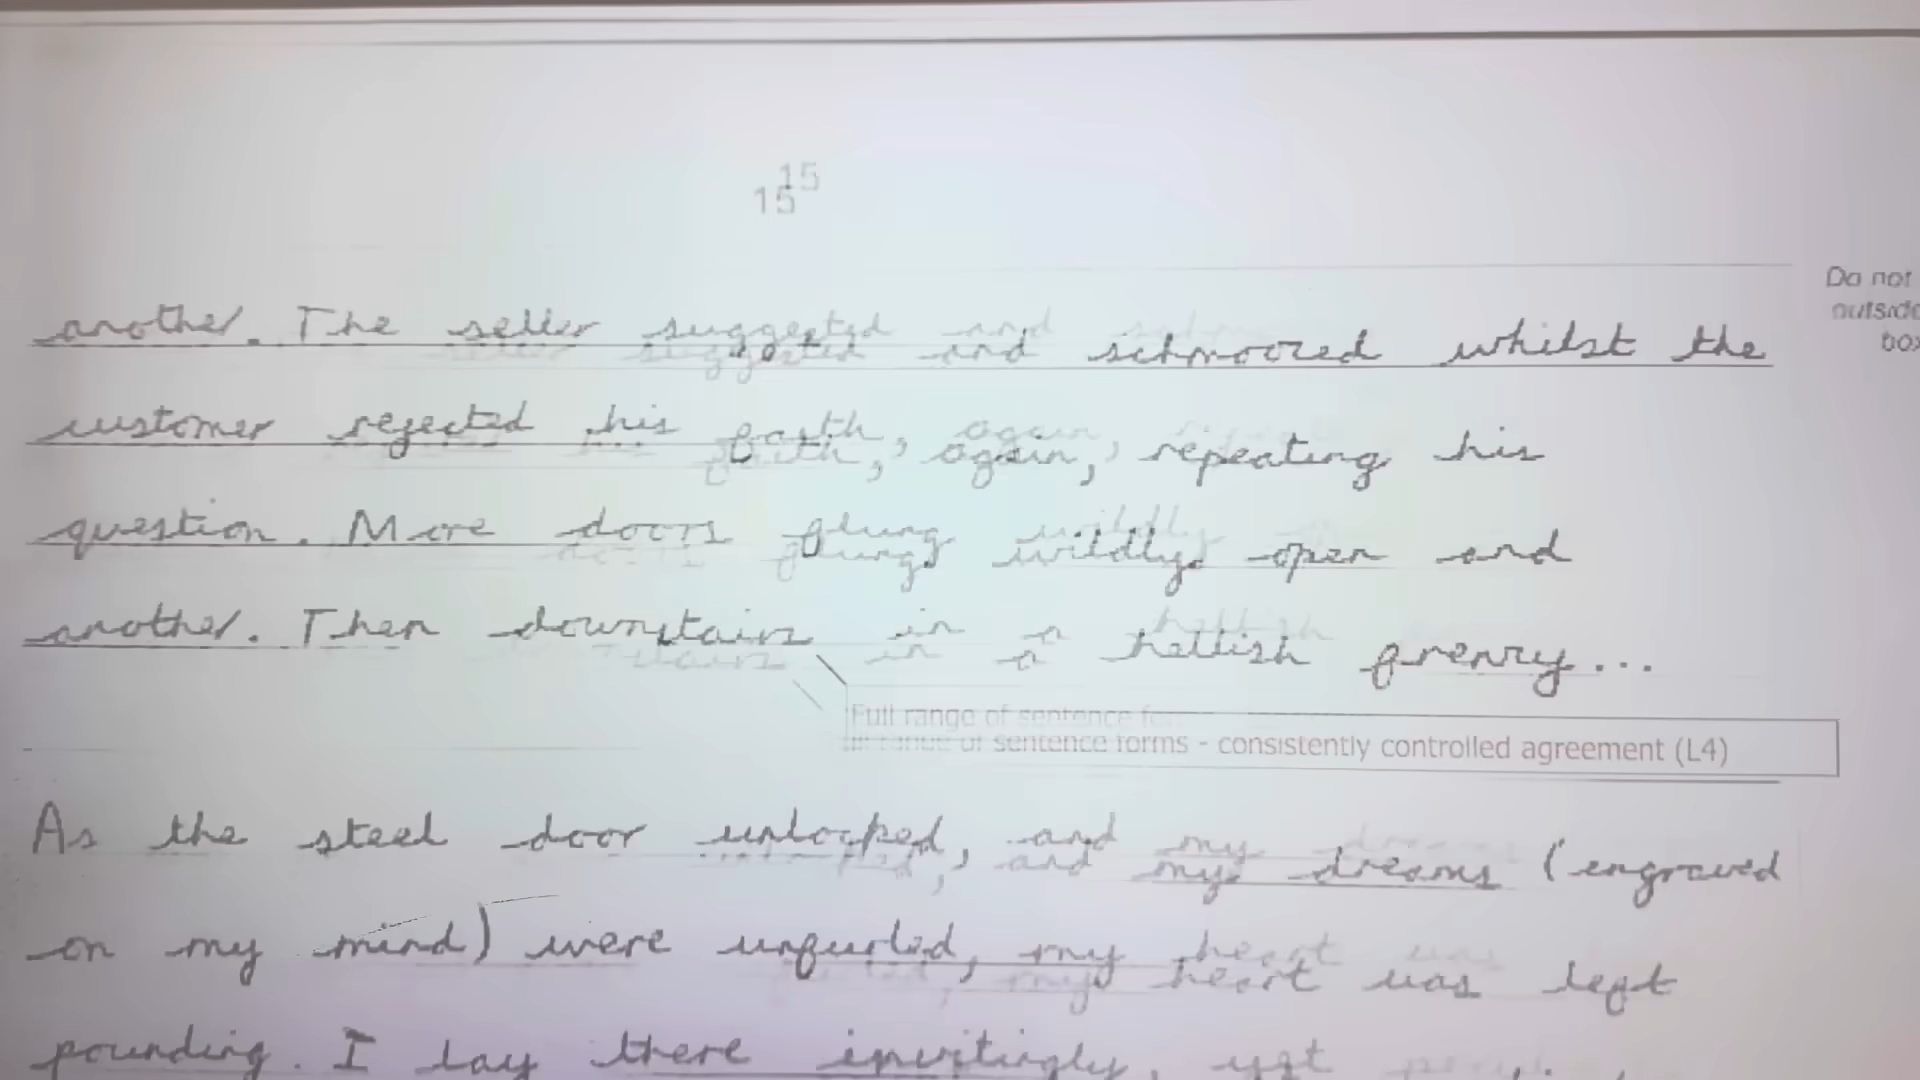 15
Do not
outside
box
another. The seller suggested and schmoozed whilst the
customer rejected his faith, again, repeating his
question. More doors flung wildly open and
another. Then downstairs in a hellish frenzy...
Full range of sentence forms - consistently controlled agreement (L4)
As the steel door unlocked, and my dreams (engraved
on my mind) were unfurled, my heart was left
pounding. I lay there invitingly, yet